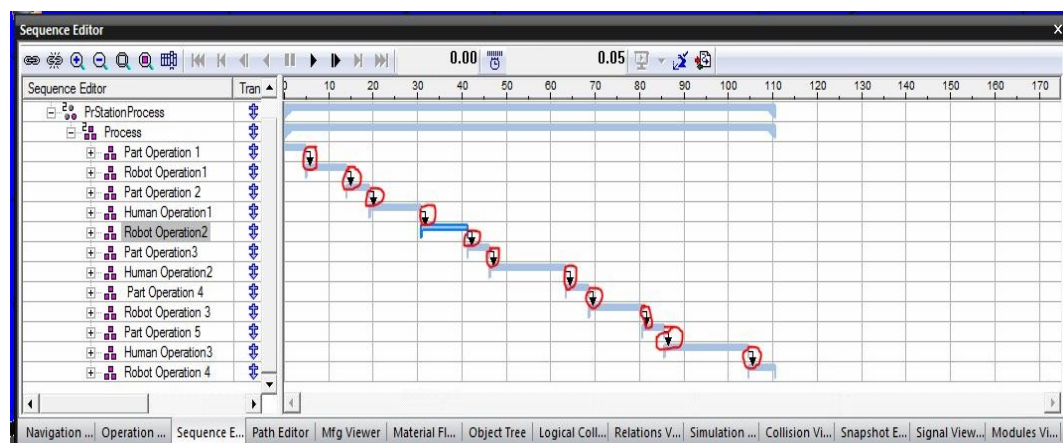 Sequence Editor x
0.00 0.05
Sequence Editor Tran 0 10 20 30 40 50 60 70 80 90 100 110 120 130 140 150 160 170
PrStationProcess
Process
Part Operation 1
Robot Operation1
Part Operation 2
Human Operation1
Robot Operation2
Part Operation3
Human Operation2
Part Operation 4
Robot Operation 3
Part Operation 5
Human Operation3
Robot Operation 4
Navigation ... Operation ... Sequence E... Path Editor Mfg Viewer Material Fl... Object Tree Logical Coll... Relations V... Simulation ... Collision Vi... Snapshot E... Signal View... Modules Vi...